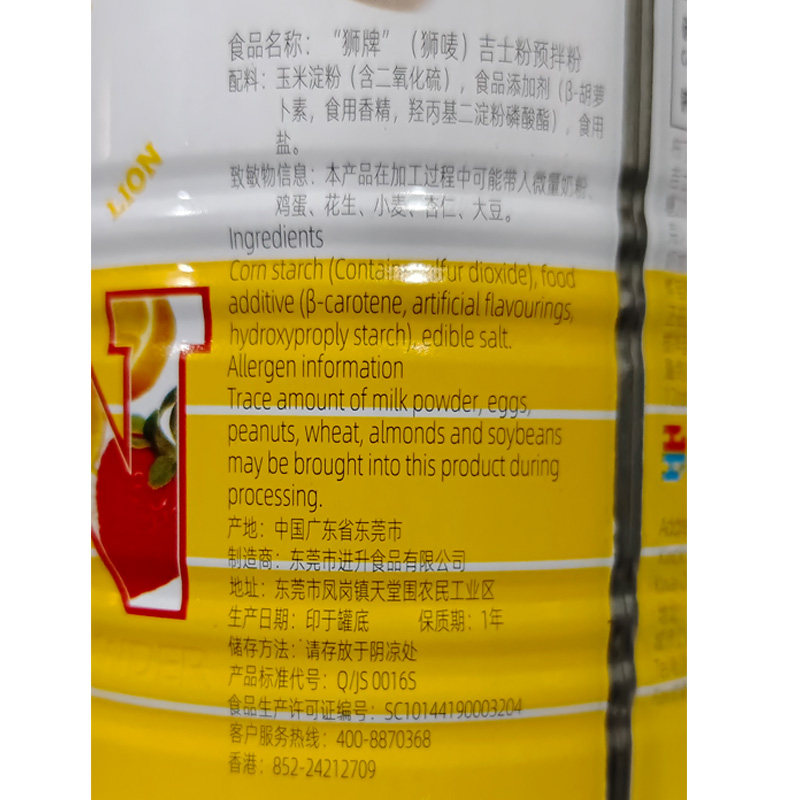 食品名称：“狮牌”（狮唛）吉士粉预拌粉
配料：玉米淀粉（含二氧化硫），食品添加剂（β-胡萝
卜素，食用香精，羟丙基二淀粉磷酸酯），食用
盐。
致敏物信息：本产品在加工过程中可能带入微量奶粉、
鸡蛋、花生、小麦、杏仁、大豆。
LION
Ingredients
Corn starch (Contain sulfur dioxide), food
additive (β-carotene, artificial flavourings,
hydroxyproply starch), edible salt.
Allergen information
Trace amount of milk powder, eggs,
peanuts, wheat, almonds and soybeans
may be brought into this product during
processing.
产地：中国广东省东莞市
制造商：东莞市进升食品有限公司
地址：东莞市凤岗镇天堂围农民工业区
生产日期：印于罐底 保质期：1年
储存方法：请存放于阴凉处
产品标准代号：Q/JS 0016S
食品生产许可证编号：SC10144190003204
客户服务热线：400-8870368
香港：852-24212709